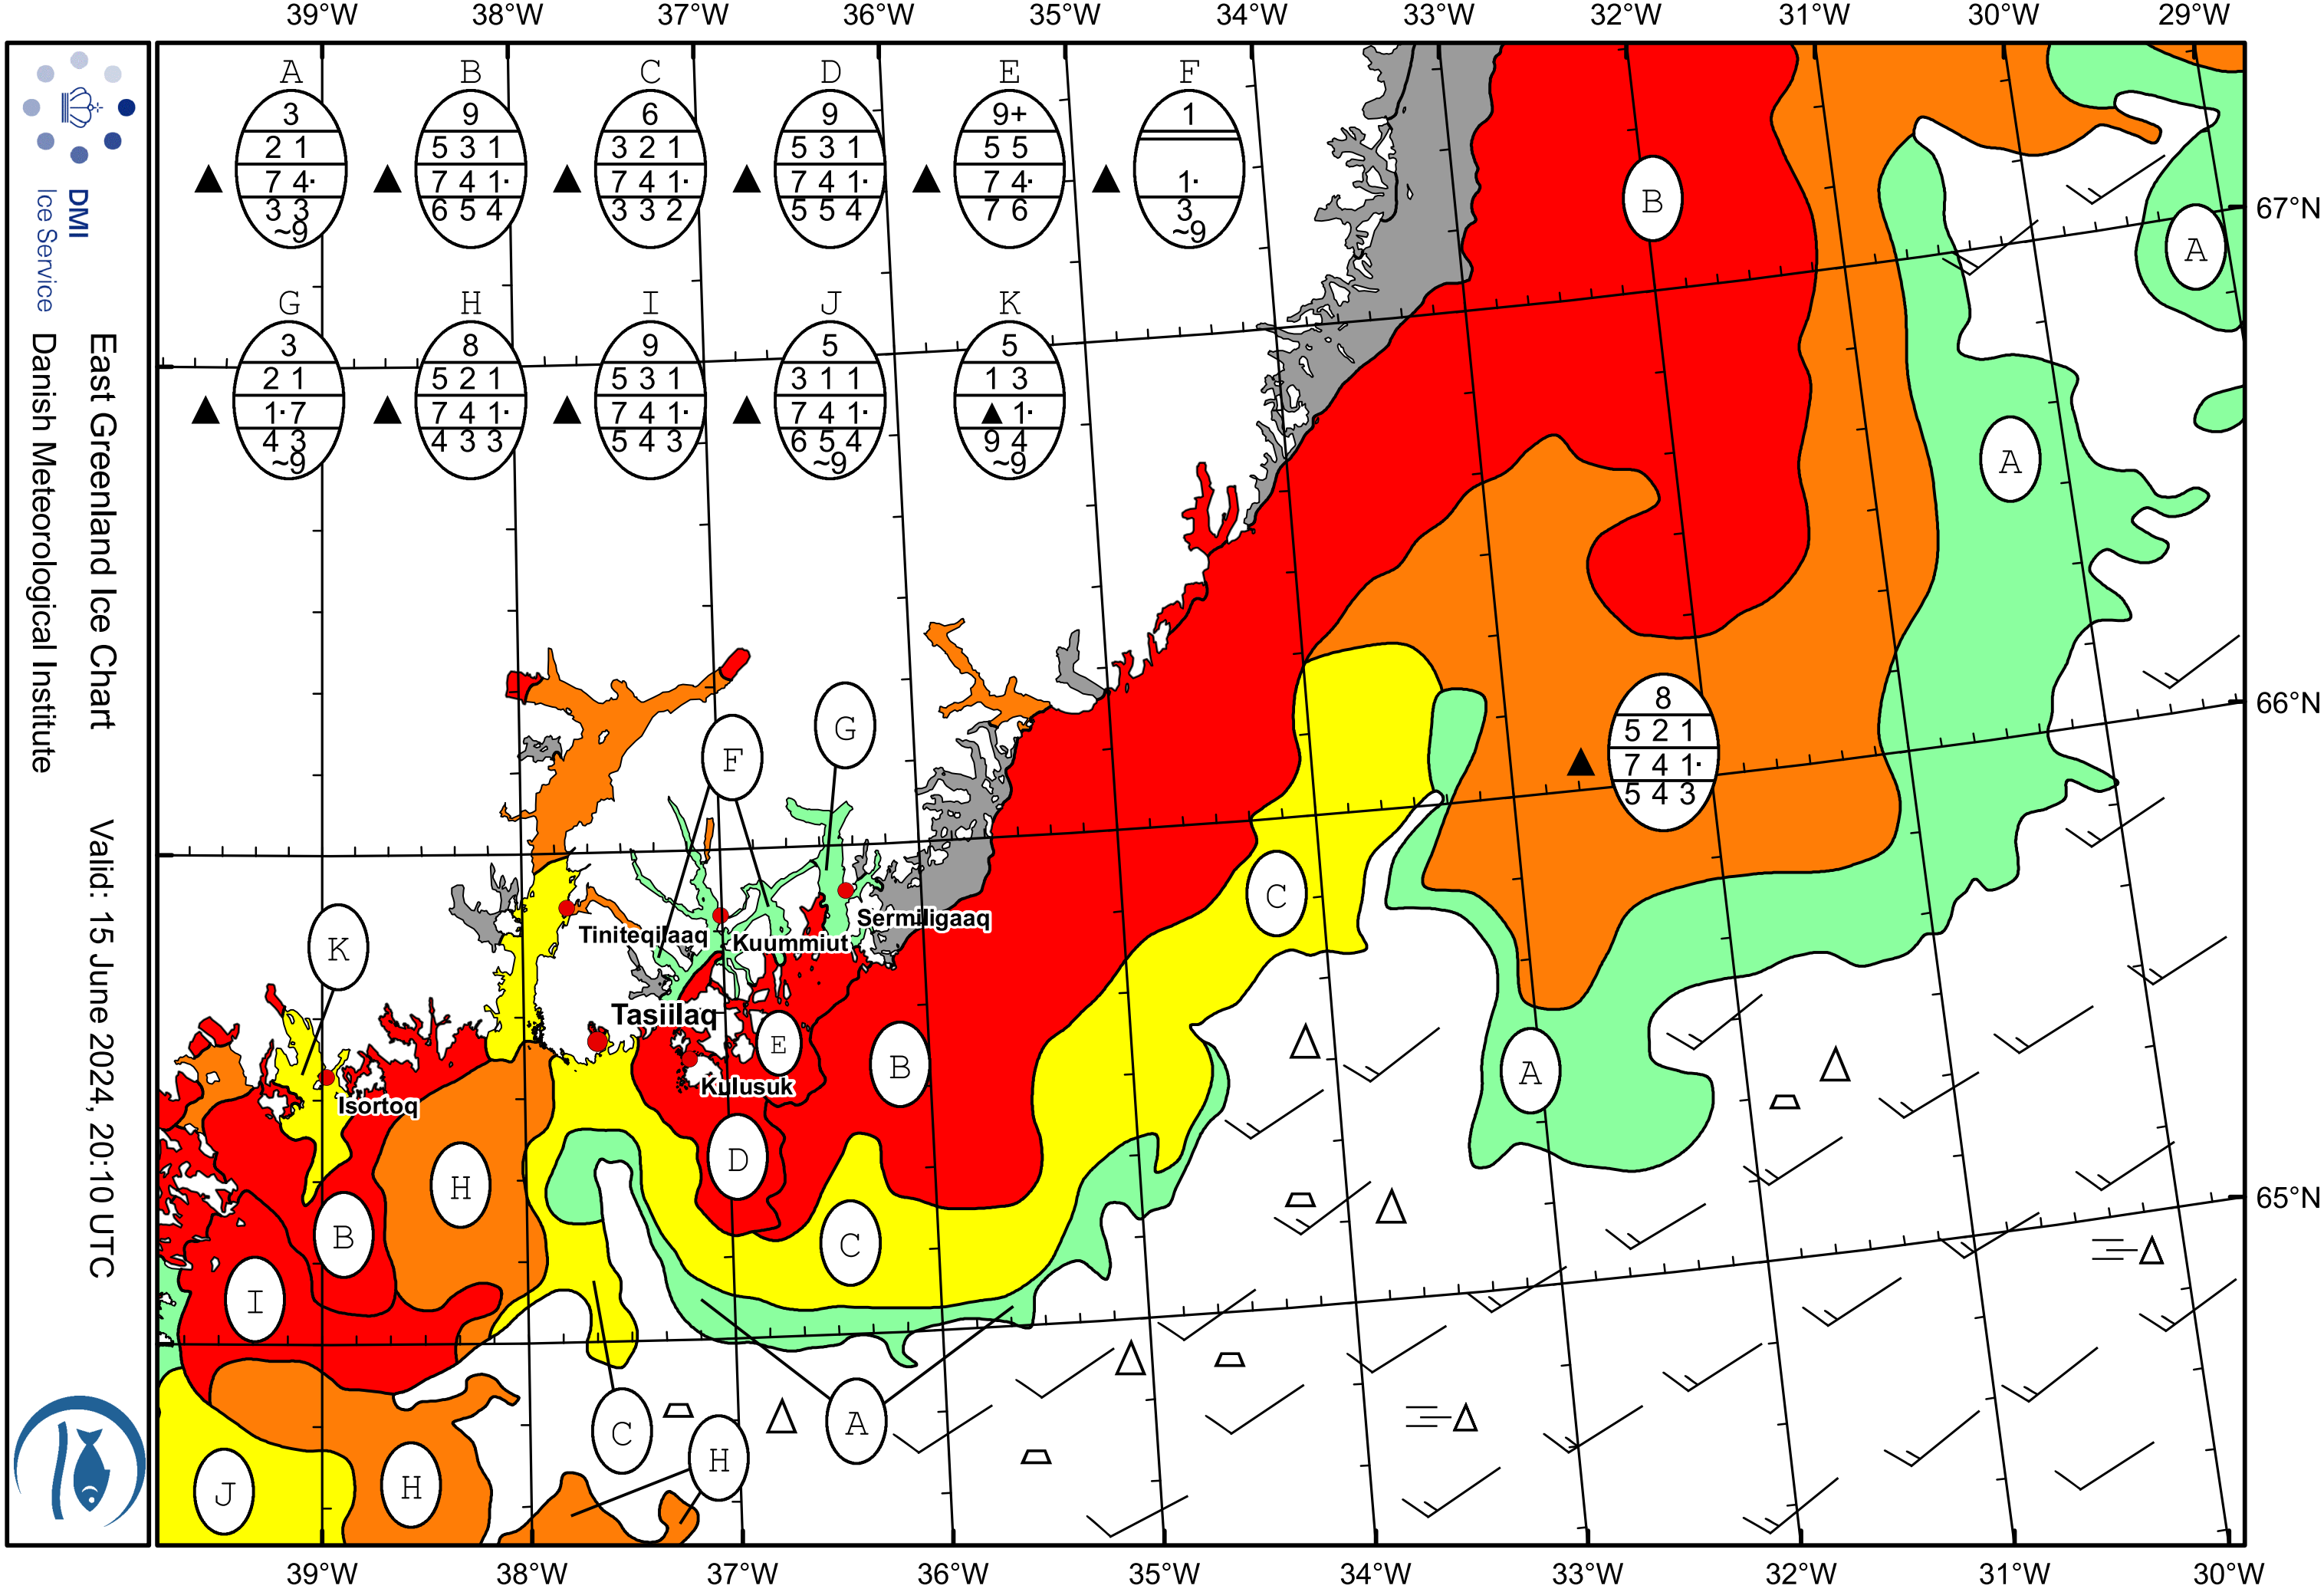 39°W 38°W 37°W 36°W 35°W 34°W 33°W 32°W 31°W 30°W 29°W
DMI
Ice Service
East Greenland Ice Chart Valid: 15 June 2024, 20:10 UTC
Danish Meteorological Institute
A
3
2 1
7 4·
3 3
~9
B
9
5 3 1
7 4 1·
6 5 4
C
6
3 2 1
7 4 1·
3 3 2
D
9
5 3 1
7 4 1·
5 5 4
E
9+
5 5
7 4·
7 6
F
1
1·
3
~9
G
3
2 1
1·7
4 3
~9
H
8
5 2 1
7 4 1·
4 3 3
I
9
5 3 1
7 4 1·
5 4 3
J
5
3 1 1
7 4 1·
6 5 4
~9
K
5
1 3
▲ 1·
9 4
~9
B
67°N
A
A
66°N
8
5 2 1
7 4 1·
5 4 3
G
F
C
Sermiligaaq
Tiniteqilaaq
Kuummiut
K
Tasiilaq
E
B
A
Kulusuk
Isortoq
D
H
65°N
B
C
I
A
C
H
J
H
39°W 38°W 37°W 36°W 35°W 34°W 33°W 32°W 31°W 30°W